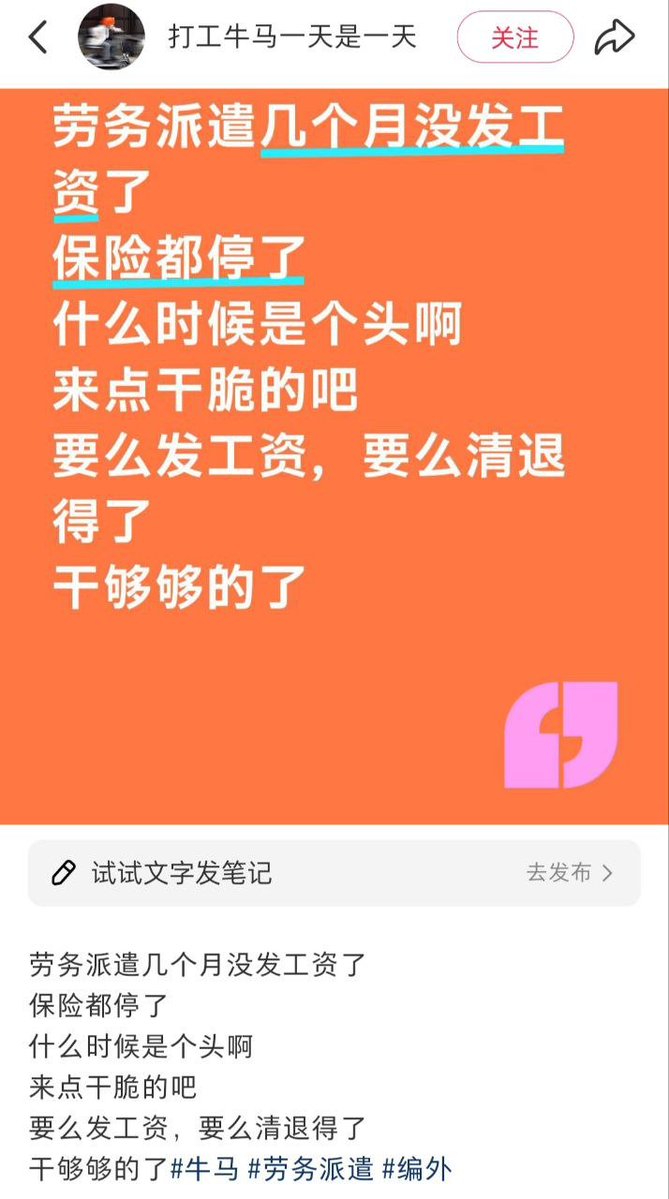 打工牛马一天是一天
关注
劳务派遣几个月没发工
资了
保险都停了
什么时候是个头啊
来点干脆的吧
要么发工资，要么清退
得了
干够够的了
试试文字发笔记
去发布
劳务派遣几个月没发工资了
保险都停了
什么时候是个头啊
来点干脆的吧
要么发工资，要么清退得了
干够够的了#牛马 #劳务派遣 #编外